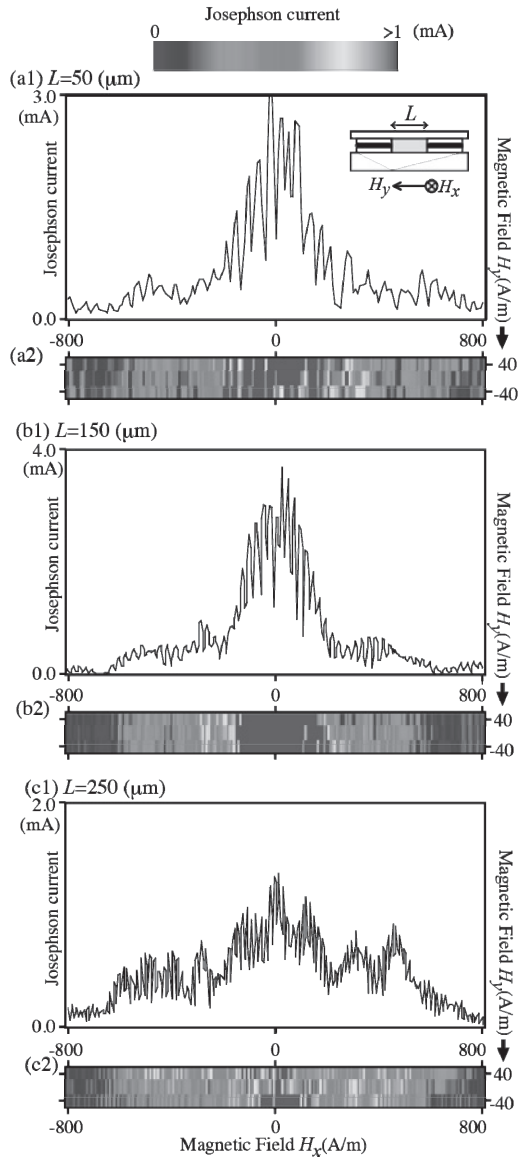 Josephson current
0 >1 (mA)
(a1) L=50 (μm)
3.0
(mA)
Josephson current
0.0
-800 0 800
L
Hy Hx
Magnetic Field Hy(A/m)
(a2)
40
-40
(b1) L=150 (μm)
4.0
(mA)
Josephson current
0.0
-800 0 800
Magnetic Field Hy(A/m)
(b2)
40
-40
(c1) L=250 (μm)
2.0
(mA)
Josephson current
0.0
-800 0 800
Magnetic Field Hy(A/m)
(c2)
40
-40
-800 0 800
Magnetic Field Hx(A/m)